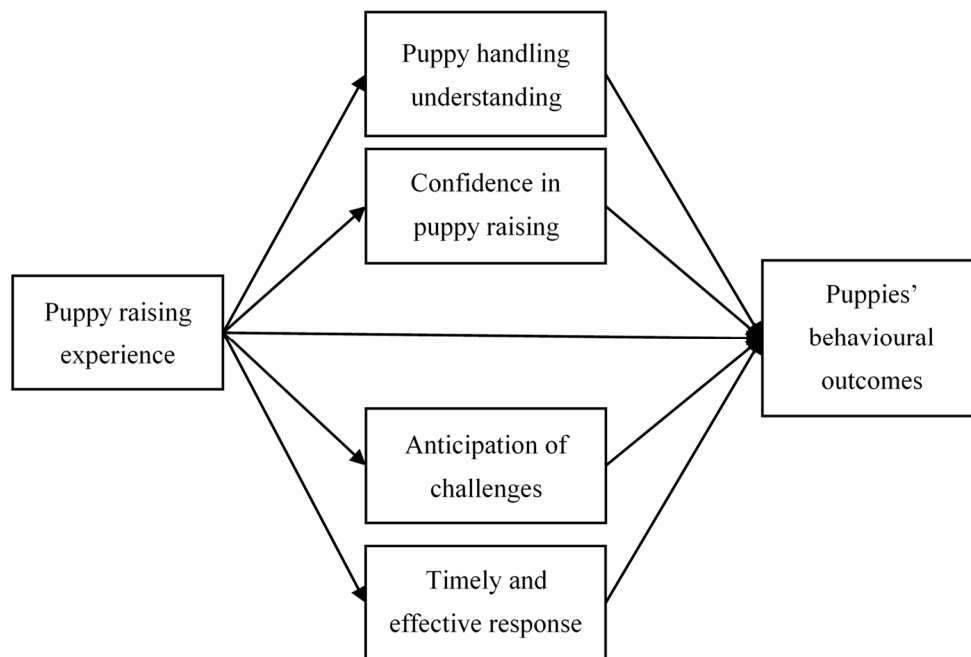 Puppy handling
understanding
Confidence in
puppy raising
Puppy raising
experience
Puppies’
behavioural
outcomes
Anticipation of
challenges
Timely and
effective response